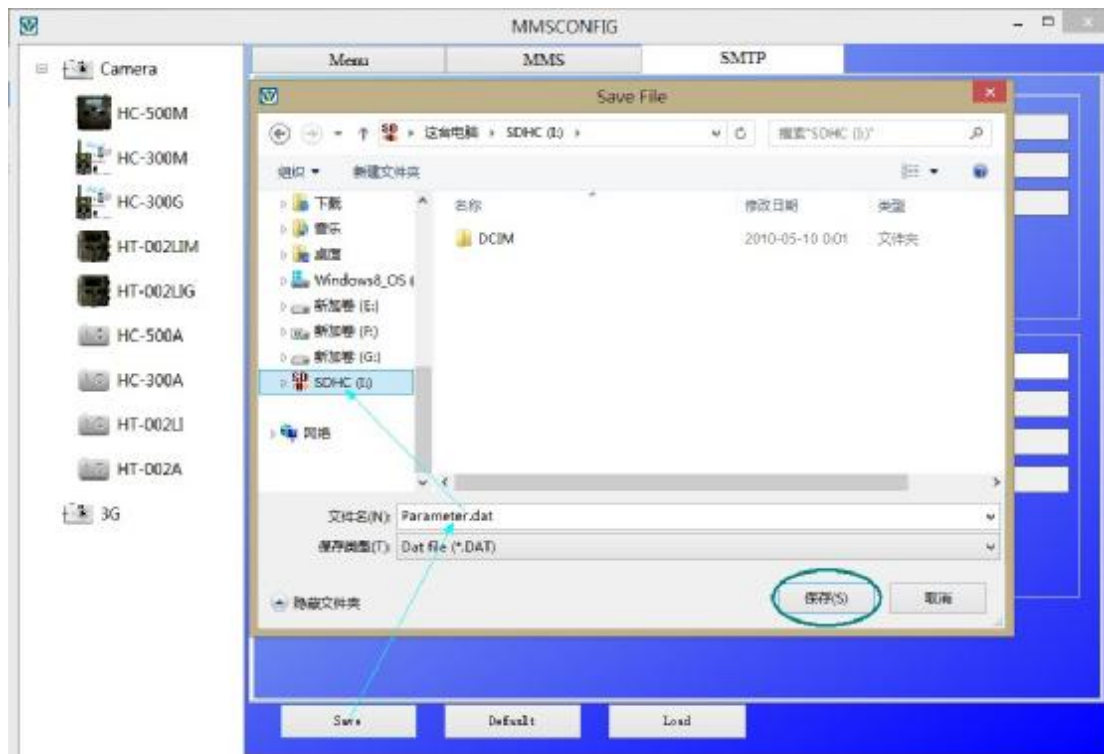 MMSCONFIG
Camera
HC-500M
HC-300M
HC-300G
HT-002LIM
HT-002LIG
HC-500A
HC-300A
HT-002LI
HT-002A
3G
Menu MMS SMTP
Save File
这台电脑 SDHC (I:)
搜索"SDHC (I:)"
组织 新建文件夹
下载
音乐
桌面
Windows8_OS (
新加卷 (E:)
新加卷 (F:)
新加卷 (G:)
SDHC (I:)
网络
名称 修改日期 类型
DCIM 2010-05-10 0:01 文件夹
文件名(N): Parameter.dat
保存类型(T): Dat file (*.DAT)
隐藏文件夹 保存(S) 取消
Save Default Load